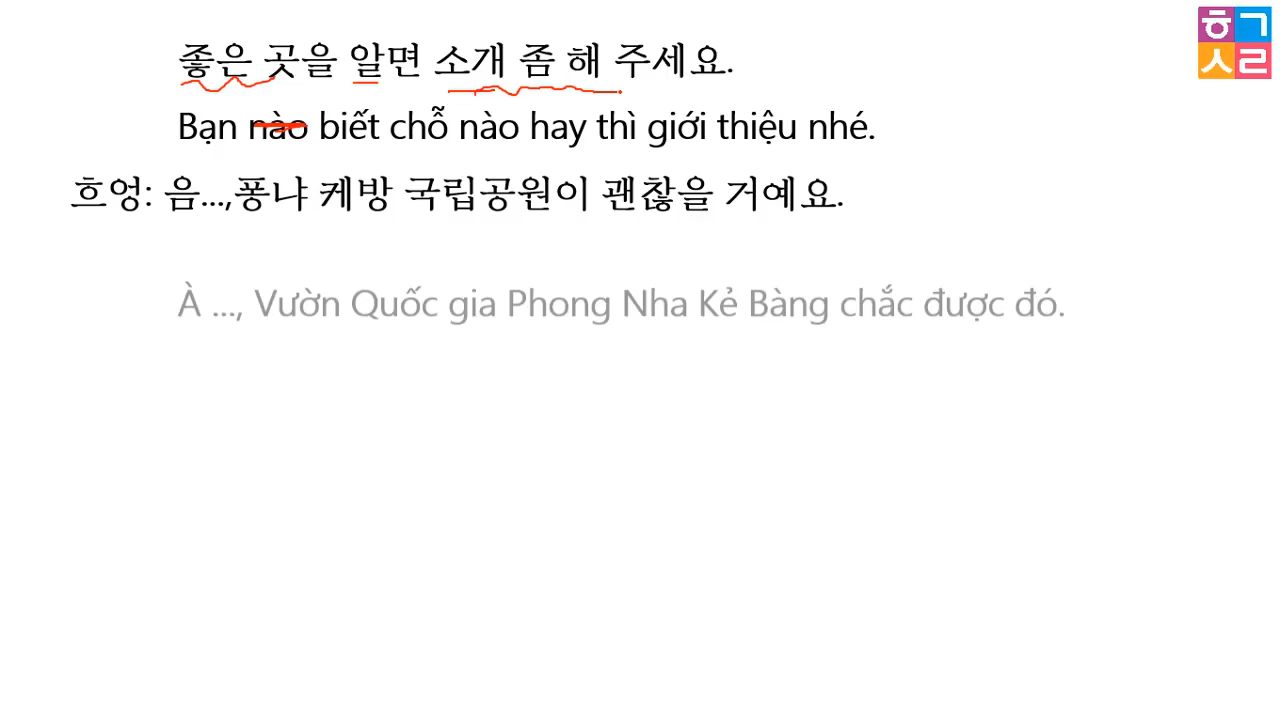 좋은 곳을 알면 소개 좀 해 주세요.
Bạn nào biết chỗ nào hay thì giới thiệu nhé.
흐엉: 음...,퐁냐 케방 국립공원이 괜찮을 거예요.
À ..., Vườn Quốc gia Phong Nha Kẻ Bàng chắc được đó.
ㅎㄱ
ㅅㄹ